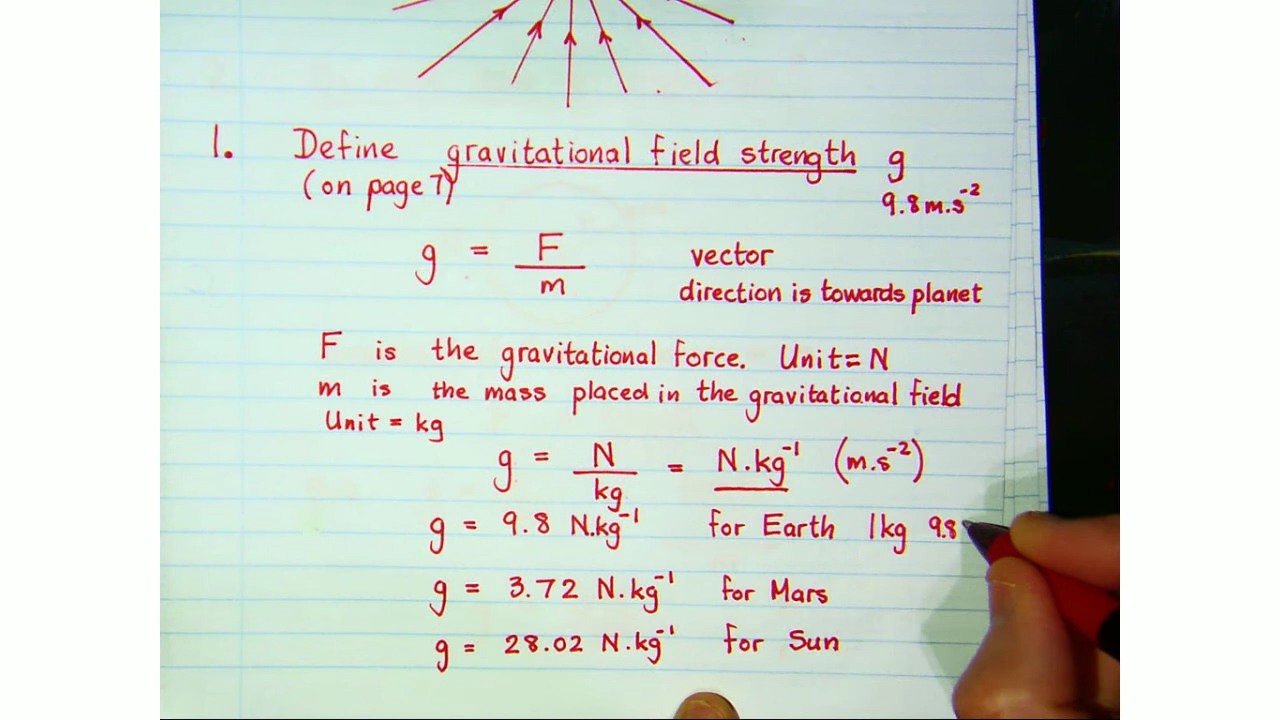 1. Define gravitational field strength g
(on page 7) 9.8 m.s⁻²
g = F/m vector
direction is towards planet
F is the gravitational force. Unit = N
m is the mass placed in the gravitational field
Unit = kg
g = N/kg = N.kg⁻¹ (m.s⁻²)
g = 9.8 N.kg⁻¹ for Earth 1kg 9.8
g = 3.72 N.kg⁻¹ for Mars
g = 28.02 N.kg⁻¹ for Sun